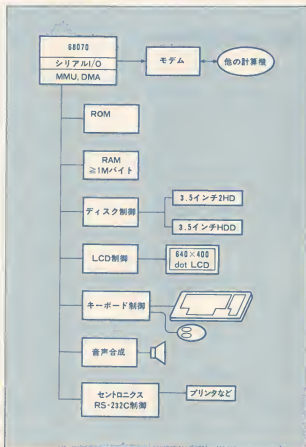 68070
シリアルI/O
MMU, DMA
モデム
他の計算機
ROM
RAM
≧1Mバイト
ディスク制御
3.5インチ2HD
3.5インチHDD
LCD制御
640×400
dot LCD
キーボード制御
音声合成
セントロニクス
RS-232C制御
プリンタなど